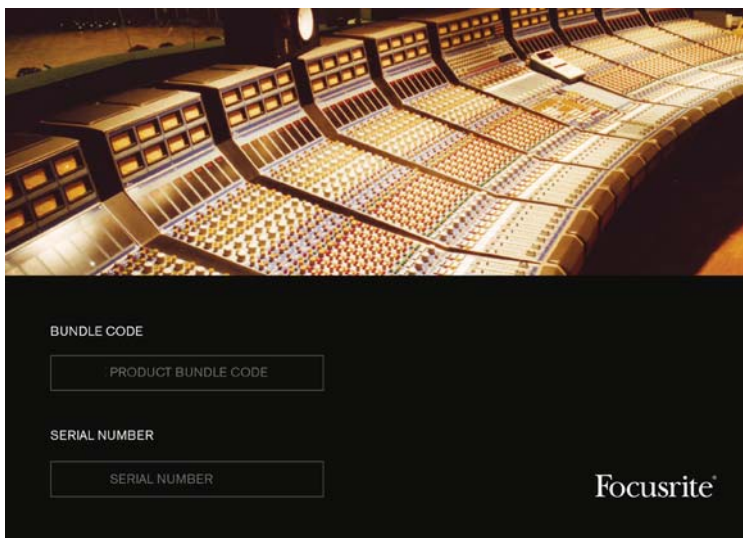 BUNDLE CODE
PRODUCT BUNDLE CODE
SERIAL NUMBER
SERIAL NUMBER
Focusrite®